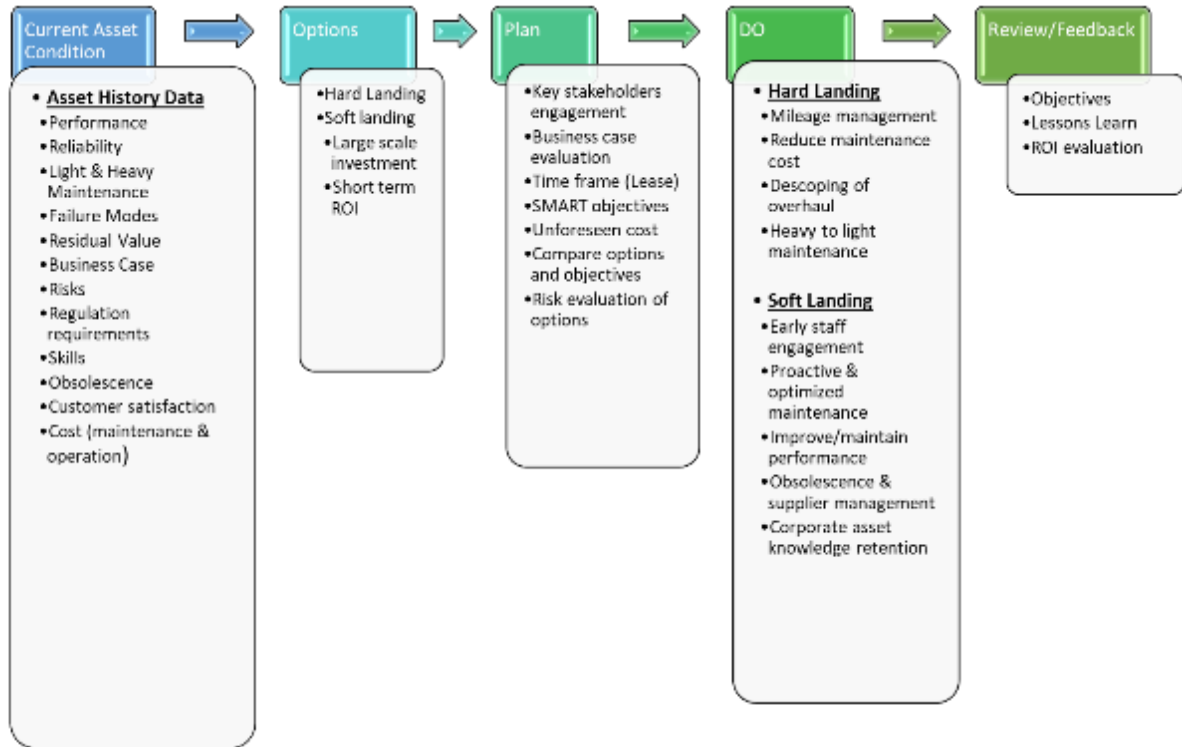 Current Asset
Condition
• Asset History Data
•Performance
•Reliability
•Light & Heavy
Maintenance
•Failure Modes
•Residual Value
•Business Case
•Risks
•Regulation
requirements
•Skills
•Obsolescence
•Customer satisfaction
•Cost (maintenance &
operation)
Options
•Hard Landing
•Soft landing
•Large scale
investment
•Short term
ROI
Plan
•Key stakeholders
engagement
•Business case
evaluation
•Time frame (Lease)
•SMART objectives
•Unforeseen cost
•Compare options
and objectives
•Risk evaluation of
options
DO
• Hard Landing
•Mileage management
•Reduce maintenance
cost
•Descoping of
overhaul
•Heavy to light
maintenance
• Soft Landing
•Early staff
engagement
•Proactive &
optimized
maintenance
•Improve/maintain
performance
•Obsolescence &
supplier management
•Corporate asset
knowledge retention
Review/Feedback
•Objectives
•Lessons Learn
•ROI evaluation